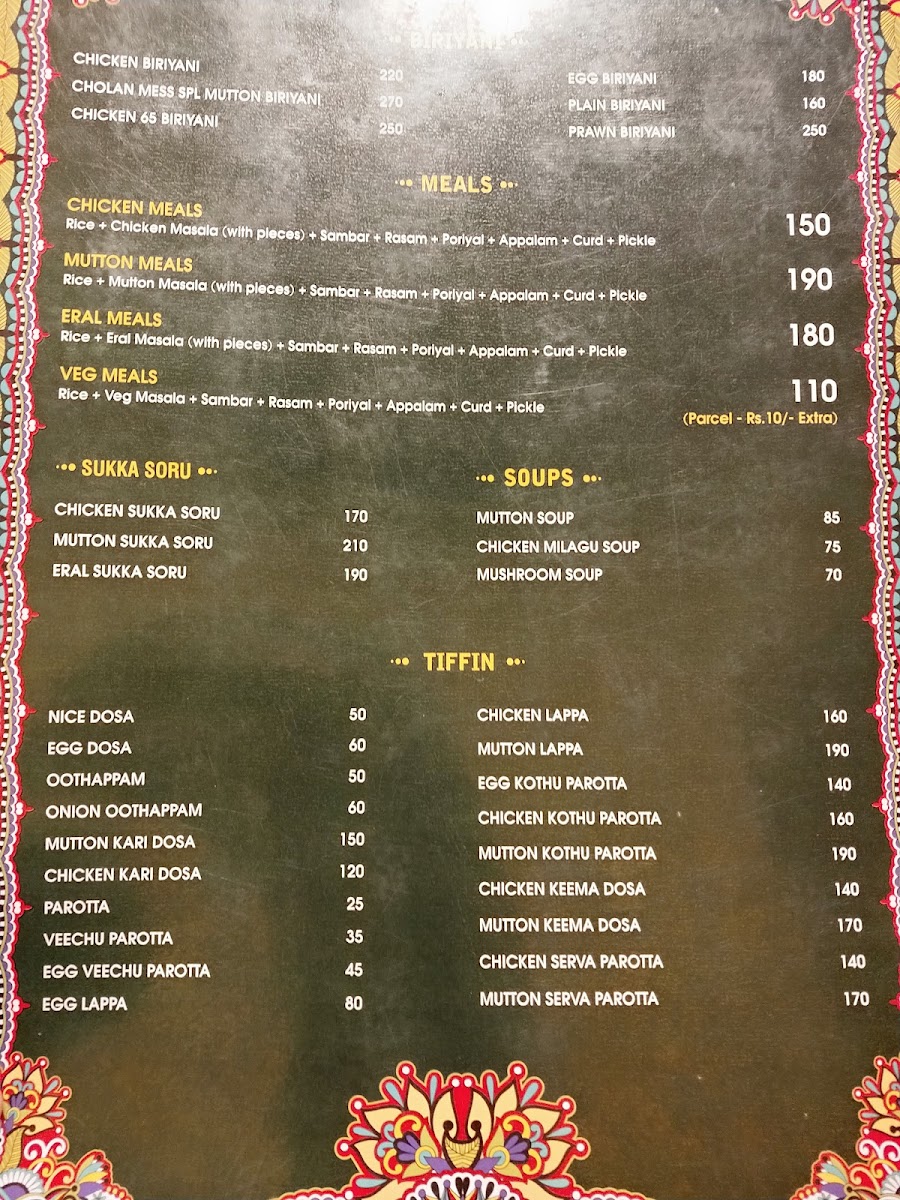 BIRIYANI
CHICKEN BIRIYANI 220
CHOLAN MESS SPL MUTTON BIRIYANI 270
CHICKEN 65 BIRIYANI 250
EGG BIRIYANI 180
PLAIN BIRIYANI 160
PRAWN BIRIYANI 250
MEALS
CHICKEN MEALS
Rice + Chicken Masala (with pieces) + Sambar + Rasam + Poriyal + Appalam + Curd + Pickle 150
MUTTON MEALS
Rice + Mutton Masala (with pieces) + Sambar + Rasam + Poriyal + Appalam + Curd + Pickle 190
ERAL MEALS
Rice + Eral Masala (with pieces) + Sambar + Rasam + Poriyal + Appalam + Curd + Pickle 180
VEG MEALS
Rice + Veg Masala + Sambar + Rasam + Poriyal + Appalam + Curd + Pickle 110
(Parcel - Rs.10/- Extra)
SUKKA SORU
CHICKEN SUKKA SORU 170
MUTTON SUKKA SORU 210
ERAL SUKKA SORU 190
SOUPS
MUTTON SOUP 85
CHICKEN MILAGU SOUP 75
MUSHROOM SOUP 70
TIFFIN
NICE DOSA 50
EGG DOSA 60
OOTHAPPAM 50
ONION OOTHAPPAM 60
MUTTON KARI DOSA 150
CHICKEN KARI DOSA 120
PAROTTA 25
VEECHU PAROTTA 35
EGG VEECHU PAROTTA 45
EGG LAPPA 80
CHICKEN LAPPA 160
MUTTON LAPPA 190
EGG KOTHU PAROTTA 140
CHICKEN KOTHU PAROTTA 160
MUTTON KOTHU PAROTTA 190
CHICKEN KEEMA DOSA 140
MUTTON KEEMA DOSA 170
CHICKEN SERVA PAROTTA 140
MUTTON SERVA PAROTTA 170